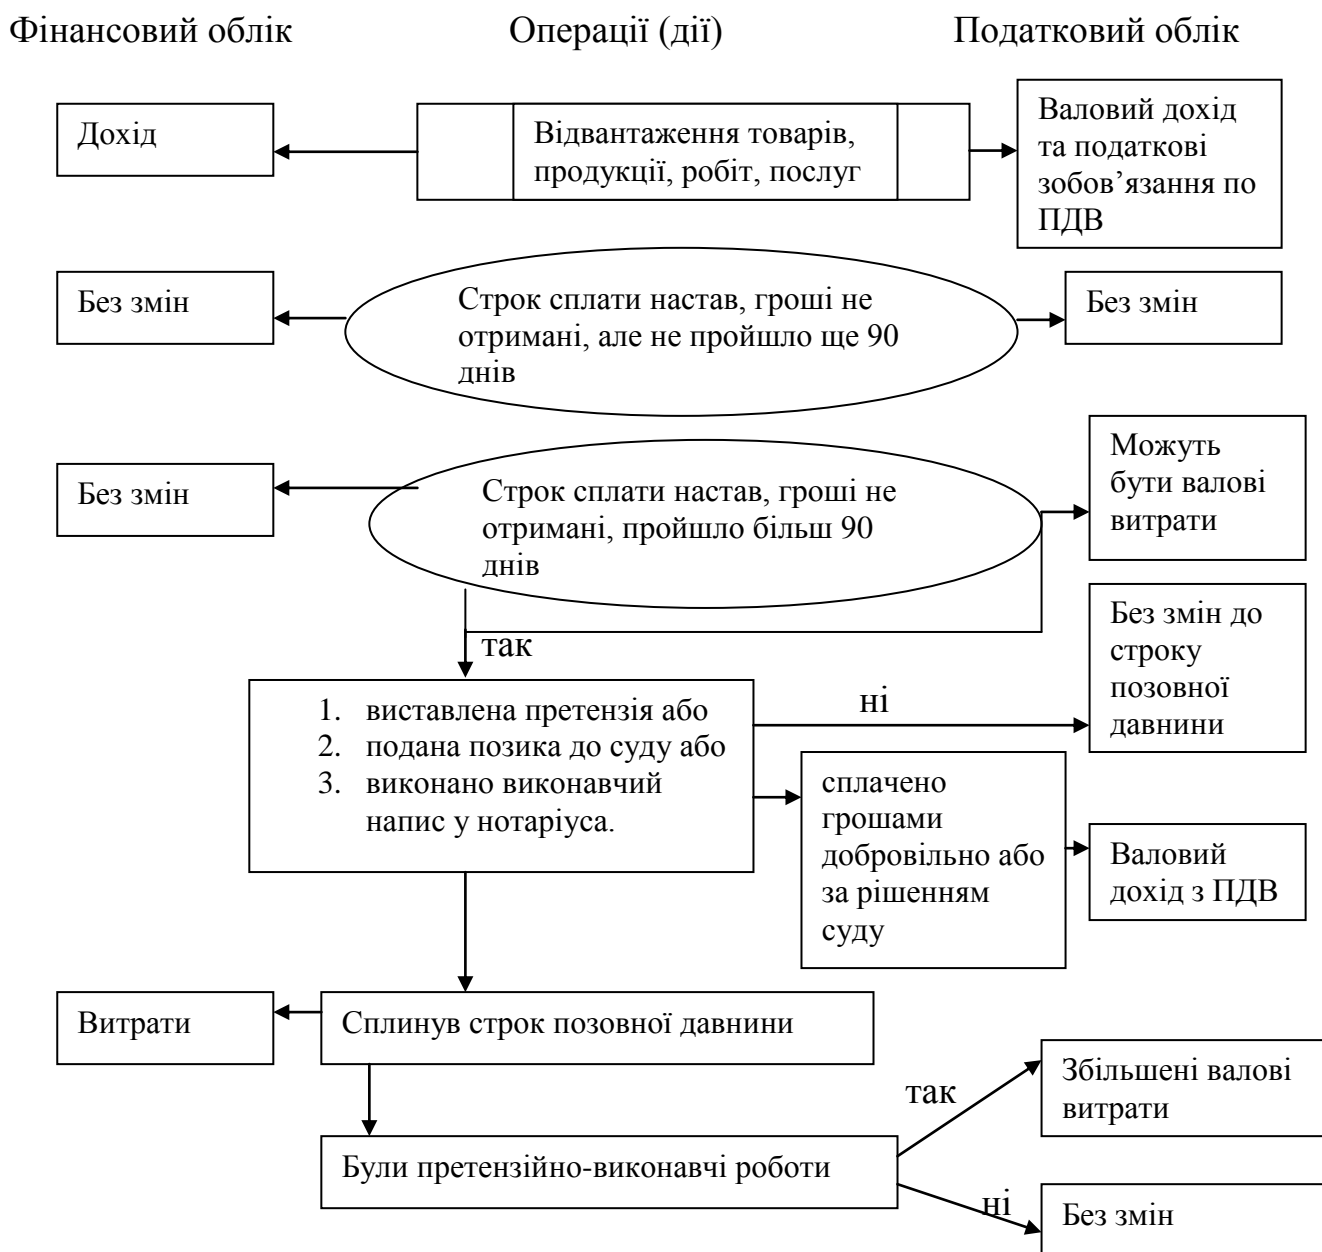 Фінансовий облік
Операції (дії)
Податковий облік
Дохід
Відвантаження товарів,
продукції, робіт, послуг
Валовий дохід
та податкові
зобов’язання по
ПДВ
Без змін
Строк сплати настав, гроші не
отримані, але не пройшло ще 90
днів
Без змін
Без змін
Строк сплати настав, гроші не
отримані, пройшло більш 90
днів
Можуть
бути валові
витрати
так
1. виставлена претензія або
2. подана позика до суду або
3. виконано виконавчий
напис у нотаріуса.
ні
Без змін до
строку
позовної
давнини
сплачено
грошами
добровільно або
за рішенням
суду
Валовий
дохід з ПДВ
Витрати
Сплинув строк позовної давнини
Були претензійно-виконавчі роботи
так
Збільшені валові
витрати
ні
Без змін